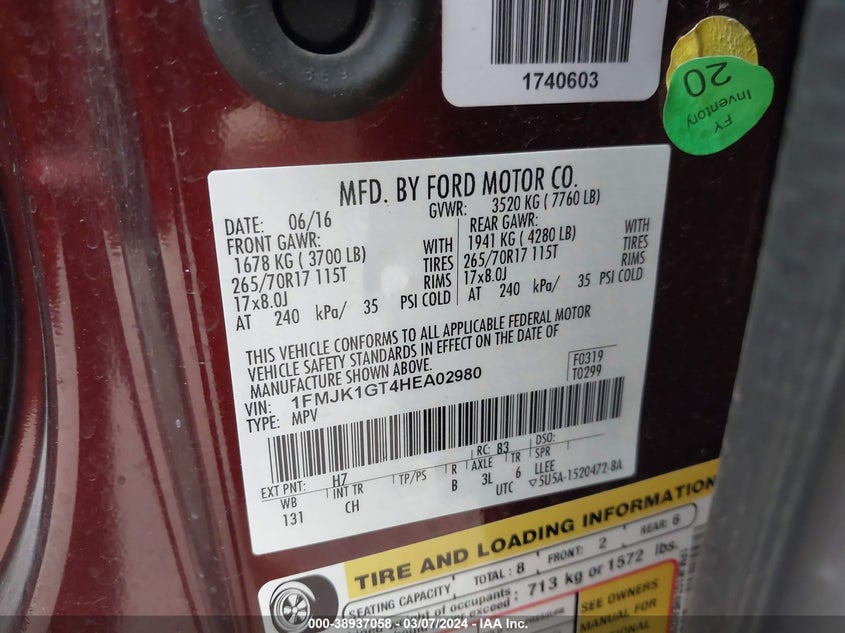 369
1740603
FY
Inventory
20
MFD. BY FORD MOTOR CO.
DATE: 06/16
GVWR: 3520 KG ( 7760 LB)
FRONT GAWR:
1678 KG ( 3700 LB) WITH
265/70R17 115T TIRES
17x8.0J RIMS
AT 240 kPa/ 35 PSI COLD
REAR GAWR:
1941 KG ( 4280 LB) WITH
265/70R17 115T TIRES
17x8.0J RIMS
AT 240 kPa/ 35 PSI COLD
THIS VEHICLE CONFORMS TO ALL APPLICABLE FEDERAL MOTOR
VEHICLE SAFETY STANDARDS IN EFFECT ON THE DATE OF
MANUFACTURE SHOWN ABOVE.
F0319
T0299
VIN: 1FMJK1GT4HEA02980
TYPE: MPV
EXT PNT: H7 RC: B3 DSO:
WB INT TR TP/PS R AXLE TR SPR
131 CH B 3L 6 LLEE
UTC ▽5U5A-1520472-BA
TIRE AND LOADING INFORMATION
SEATING CAPACITY TOTAL: 8 FRONT: 2 REAR: 6
of occupants
exceed : 713 kg or 1572 lbs.
SEE OWNERS
MANUAL FOR
000-38937058 - 03/07/2024 - IAA Inc.